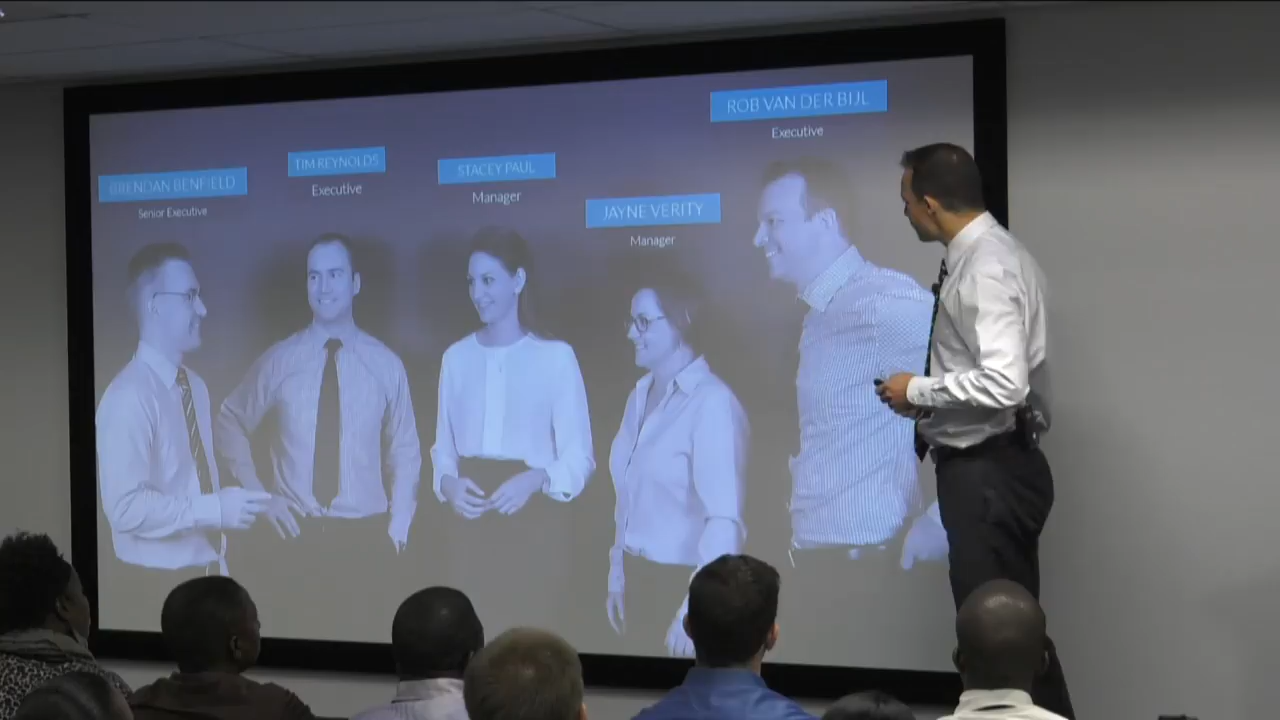 BRENDAN BENFIELD
Senior Executive
TIM REYNOLDS
Executive
STACEY PAUL
Manager
JAYNE VERITY
Manager
ROB VAN DER BIJL
Executive